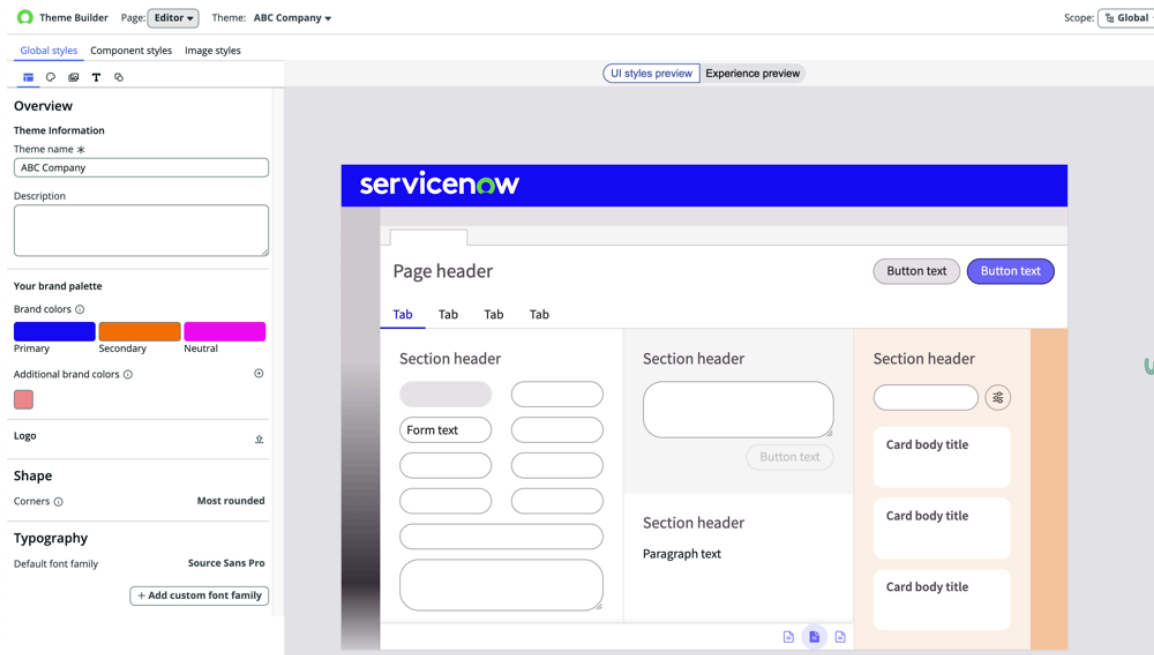 Theme Builder Page: Editor Theme: ABC Company Scope: Global
Global styles Component styles Image styles
UI styles preview Experience preview
Overview
Theme Information
Theme name *
ABC Company
Description
Your brand palette
Brand colors
Primary Secondary Neutral
Additional brand colors
Logo
Shape
Corners Most rounded
Typography
Default font family Source Sans Pro
+ Add custom font family
servicenow
Page header Button text Button text
Tab Tab Tab Tab
Section header
Form text
Section header
Button text
Section header
Paragraph text
Section header
Card body title
Card body title
Card body title